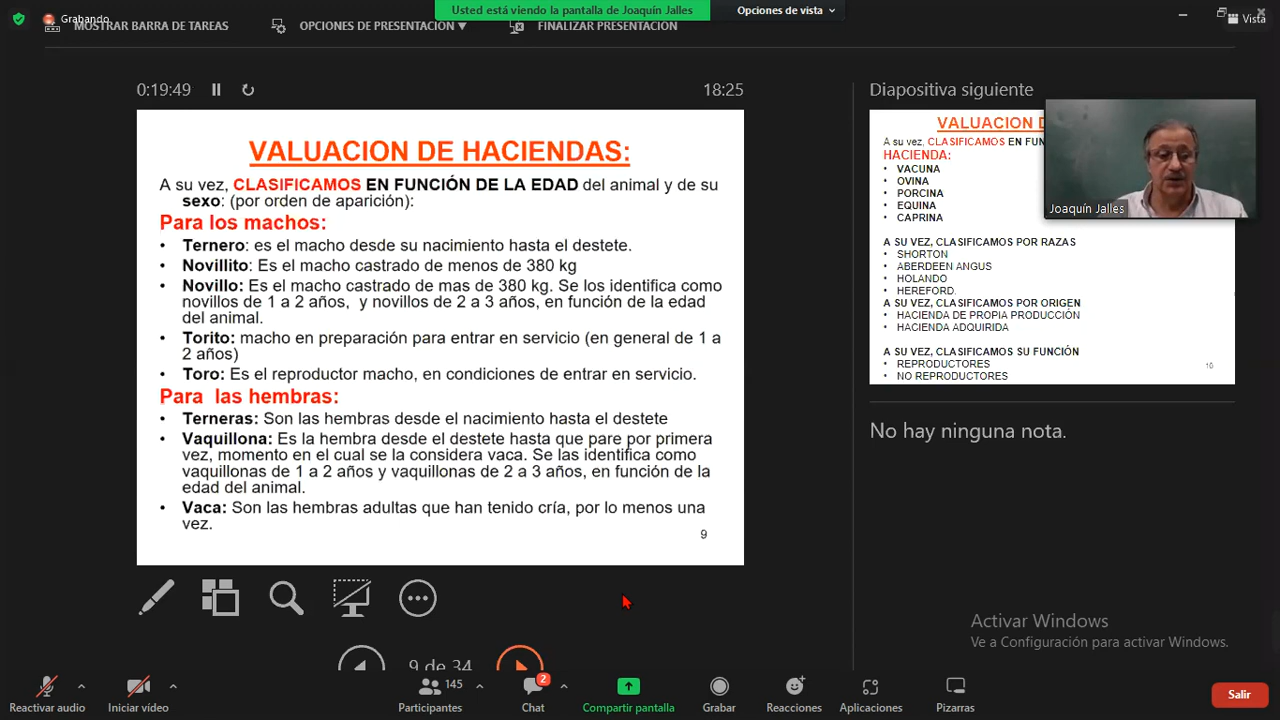 Grabando
Usted está viendo la pantalla de Joaquín Jalles
Opciones de vista
Vista
MOSTRAR BARRA DE TAREAS
OPCIONES DE PRESENTACIÓN
FINALIZAR PRESENTACIÓN
0:19:49
18:25
VALUACION DE HACIENDAS:
A su vez, CLASIFICAMOS EN FUNCIÓN DE LA EDAD del animal y de su
sexo: (por orden de aparición):
Para los machos:
• Ternero: es el macho desde su nacimiento hasta el destete.
• Novillito: Es el macho castrado de menos de 380 kg
• Novillo: Es el macho castrado de mas de 380 kg. Se los identifica como
novillos de 1 a 2 años, y novillos de 2 a 3 años, en función de la edad
del animal.
• Torito: macho en preparación para entrar en servicio (en general de 1 a
2 años)
• Toro: Es el reproductor macho, en condiciones de entrar en servicio.
Para las hembras:
• Terneras: Son las hembras desde el nacimiento hasta el destete
• Vaquillona: Es la hembra desde el destete hasta que pare por primera
vez, momento en el cual se la considera vaca. Se las identifica como
vaquillonas de 1 a 2 años y vaquillonas de 2 a 3 años, en función de la
edad del animal.
• Vaca: Son las hembras adultas que han tenido cría, por lo menos una
vez.
9
Diapositiva siguiente
VALUACION D
A su vez, CLASIFICAMOS EN FUN
HACIENDA:
• VACUNA
• OVINA
• PORCINA
• EQUINA
• CAPRINA
A SU VEZ, CLASIFICAMOS POR RAZAS
• SHORTON
• ABERDEEN ANGUS
• HOLANDO
• HEREFORD.
A SU VEZ, CLASIFICAMOS POR ORIGEN
• HACIENDA DE PROPIA PRODUCCIÓN
• HACIENDA ADQUIRIDA
A SU VEZ, CLASIFICAMOS SU FUNCIÓN
• REPRODUCTORES
• NO REPRODUCTORES
10
Joaquín Jalles
No hay ninguna nota.
9 de 34
Activar Windows
Ve a Configuración para activar Windows.
Reactivar audio
Iniciar vídeo
145
Participantes
2
Chat
Compartir pantalla
Grabar
Reacciones
Aplicaciones
Pizarras
Salir